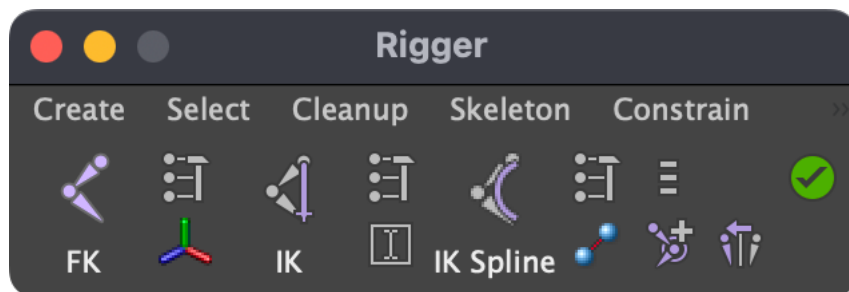 Rigger
Create Select Cleanup Skeleton Constrain »
FK IK IK Spline